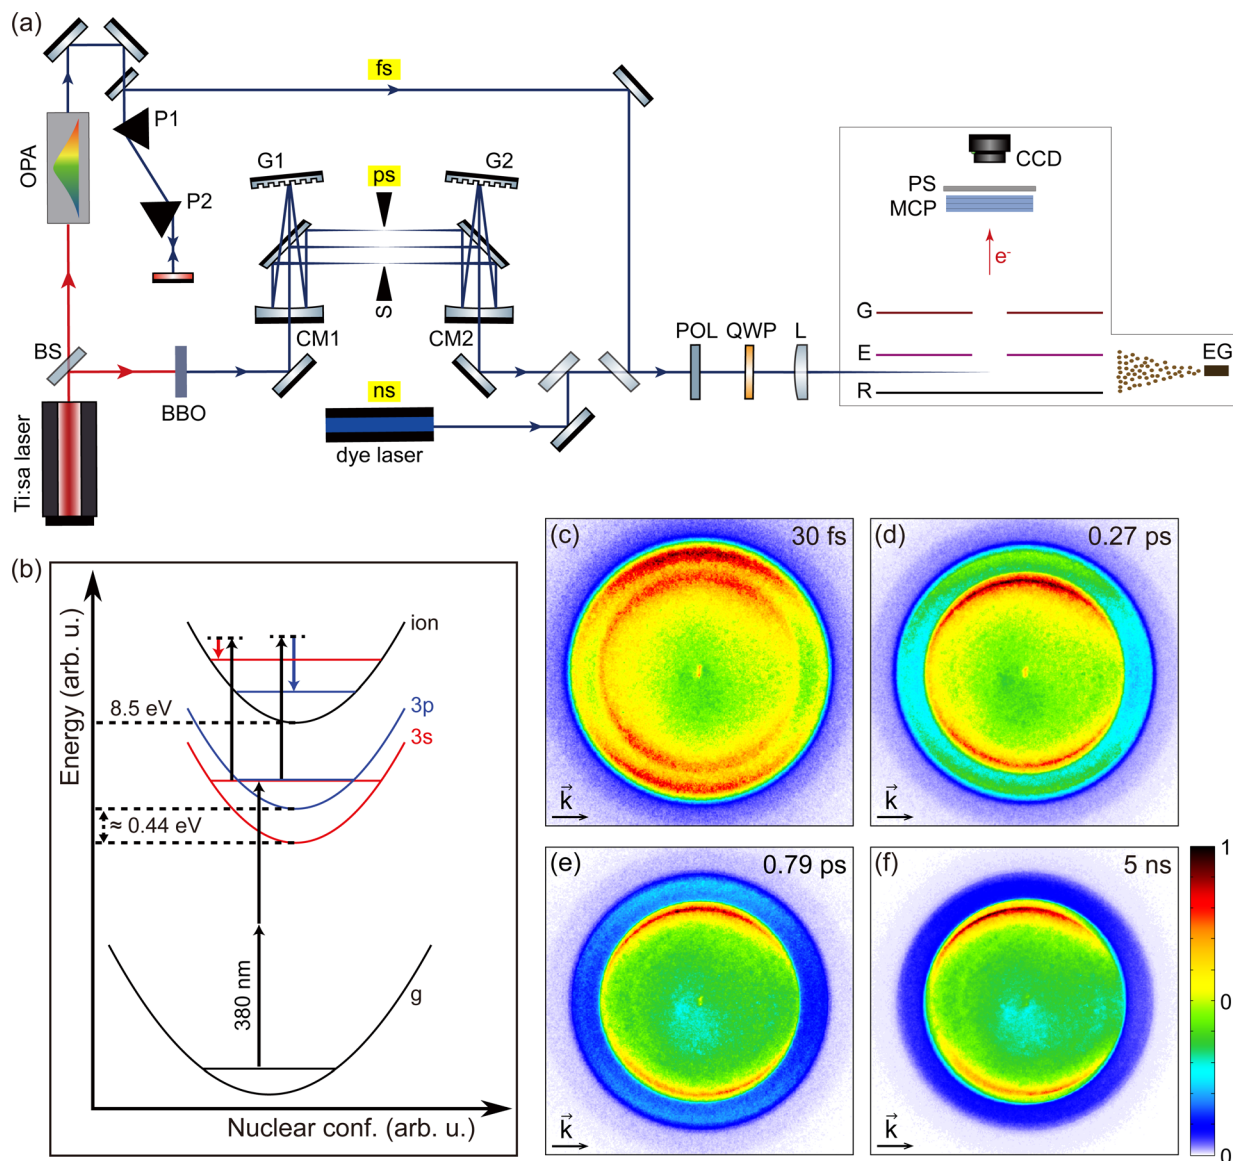 (a)
fs
P1
OPA
P2
G1
G2
ps
S
CM1
CM2
BS
BBO
ns
dye laser
Ti:sa laser
POL
QWP
L
CCD
PS
MCP
e-
G
E
R
EG
(b)
Energy (arb. u.)
ion
8.5 eV
3p
3s
≈ 0.44 eV
380 nm
g
Nuclear conf. (arb. u.)
(c)
30 fs
k
(d)
0.27 ps
k
(e)
0.79 ps
k
(f)
5 ns
k
1
0
0